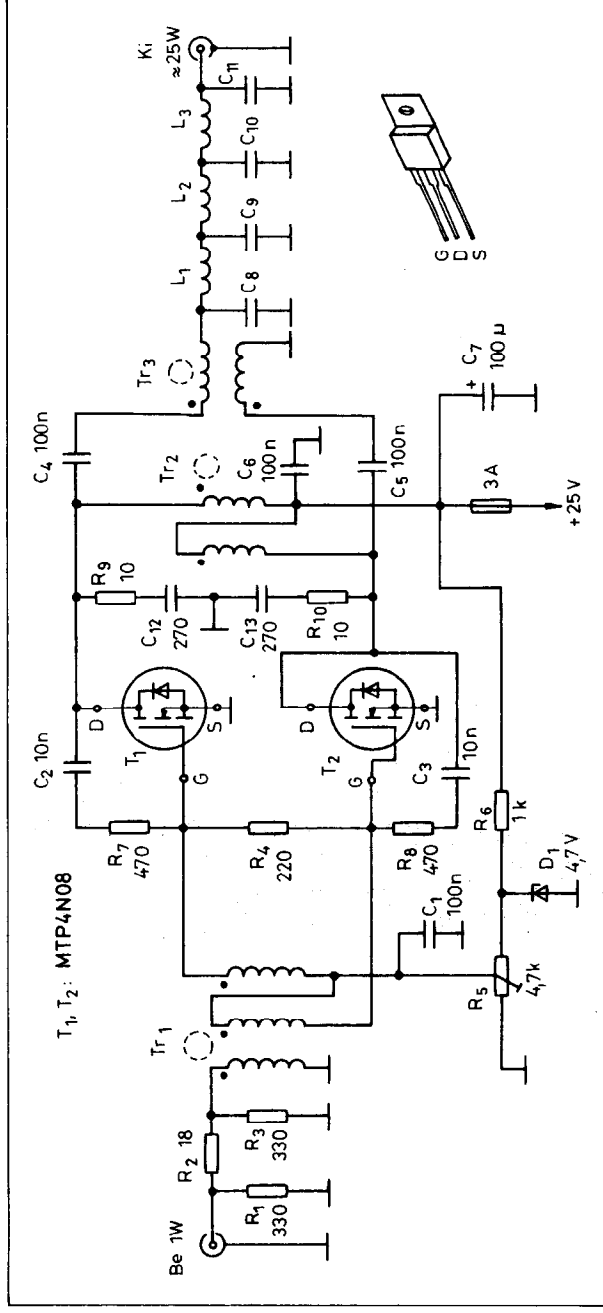 T1, T2: MTP4N08
Be 1W
R1
330
R2 18
R3
330
Tr1
C2 10n
R7
470
R4
220
R8
470
C3
10n
C1
100n
R5
4,7k
D1
4,7V
R6
1k
T1
D
G
S
T2
D
G
S
R9
10
C12
270
C13
270
R10
10
C4 100n
Tr2
C6
100n
C5
100n
Tr3
3A
+25V
+
C7
100µ
L1
L2
L3
C8
C9
C10
C11
Ki
≈25W
G
D
S